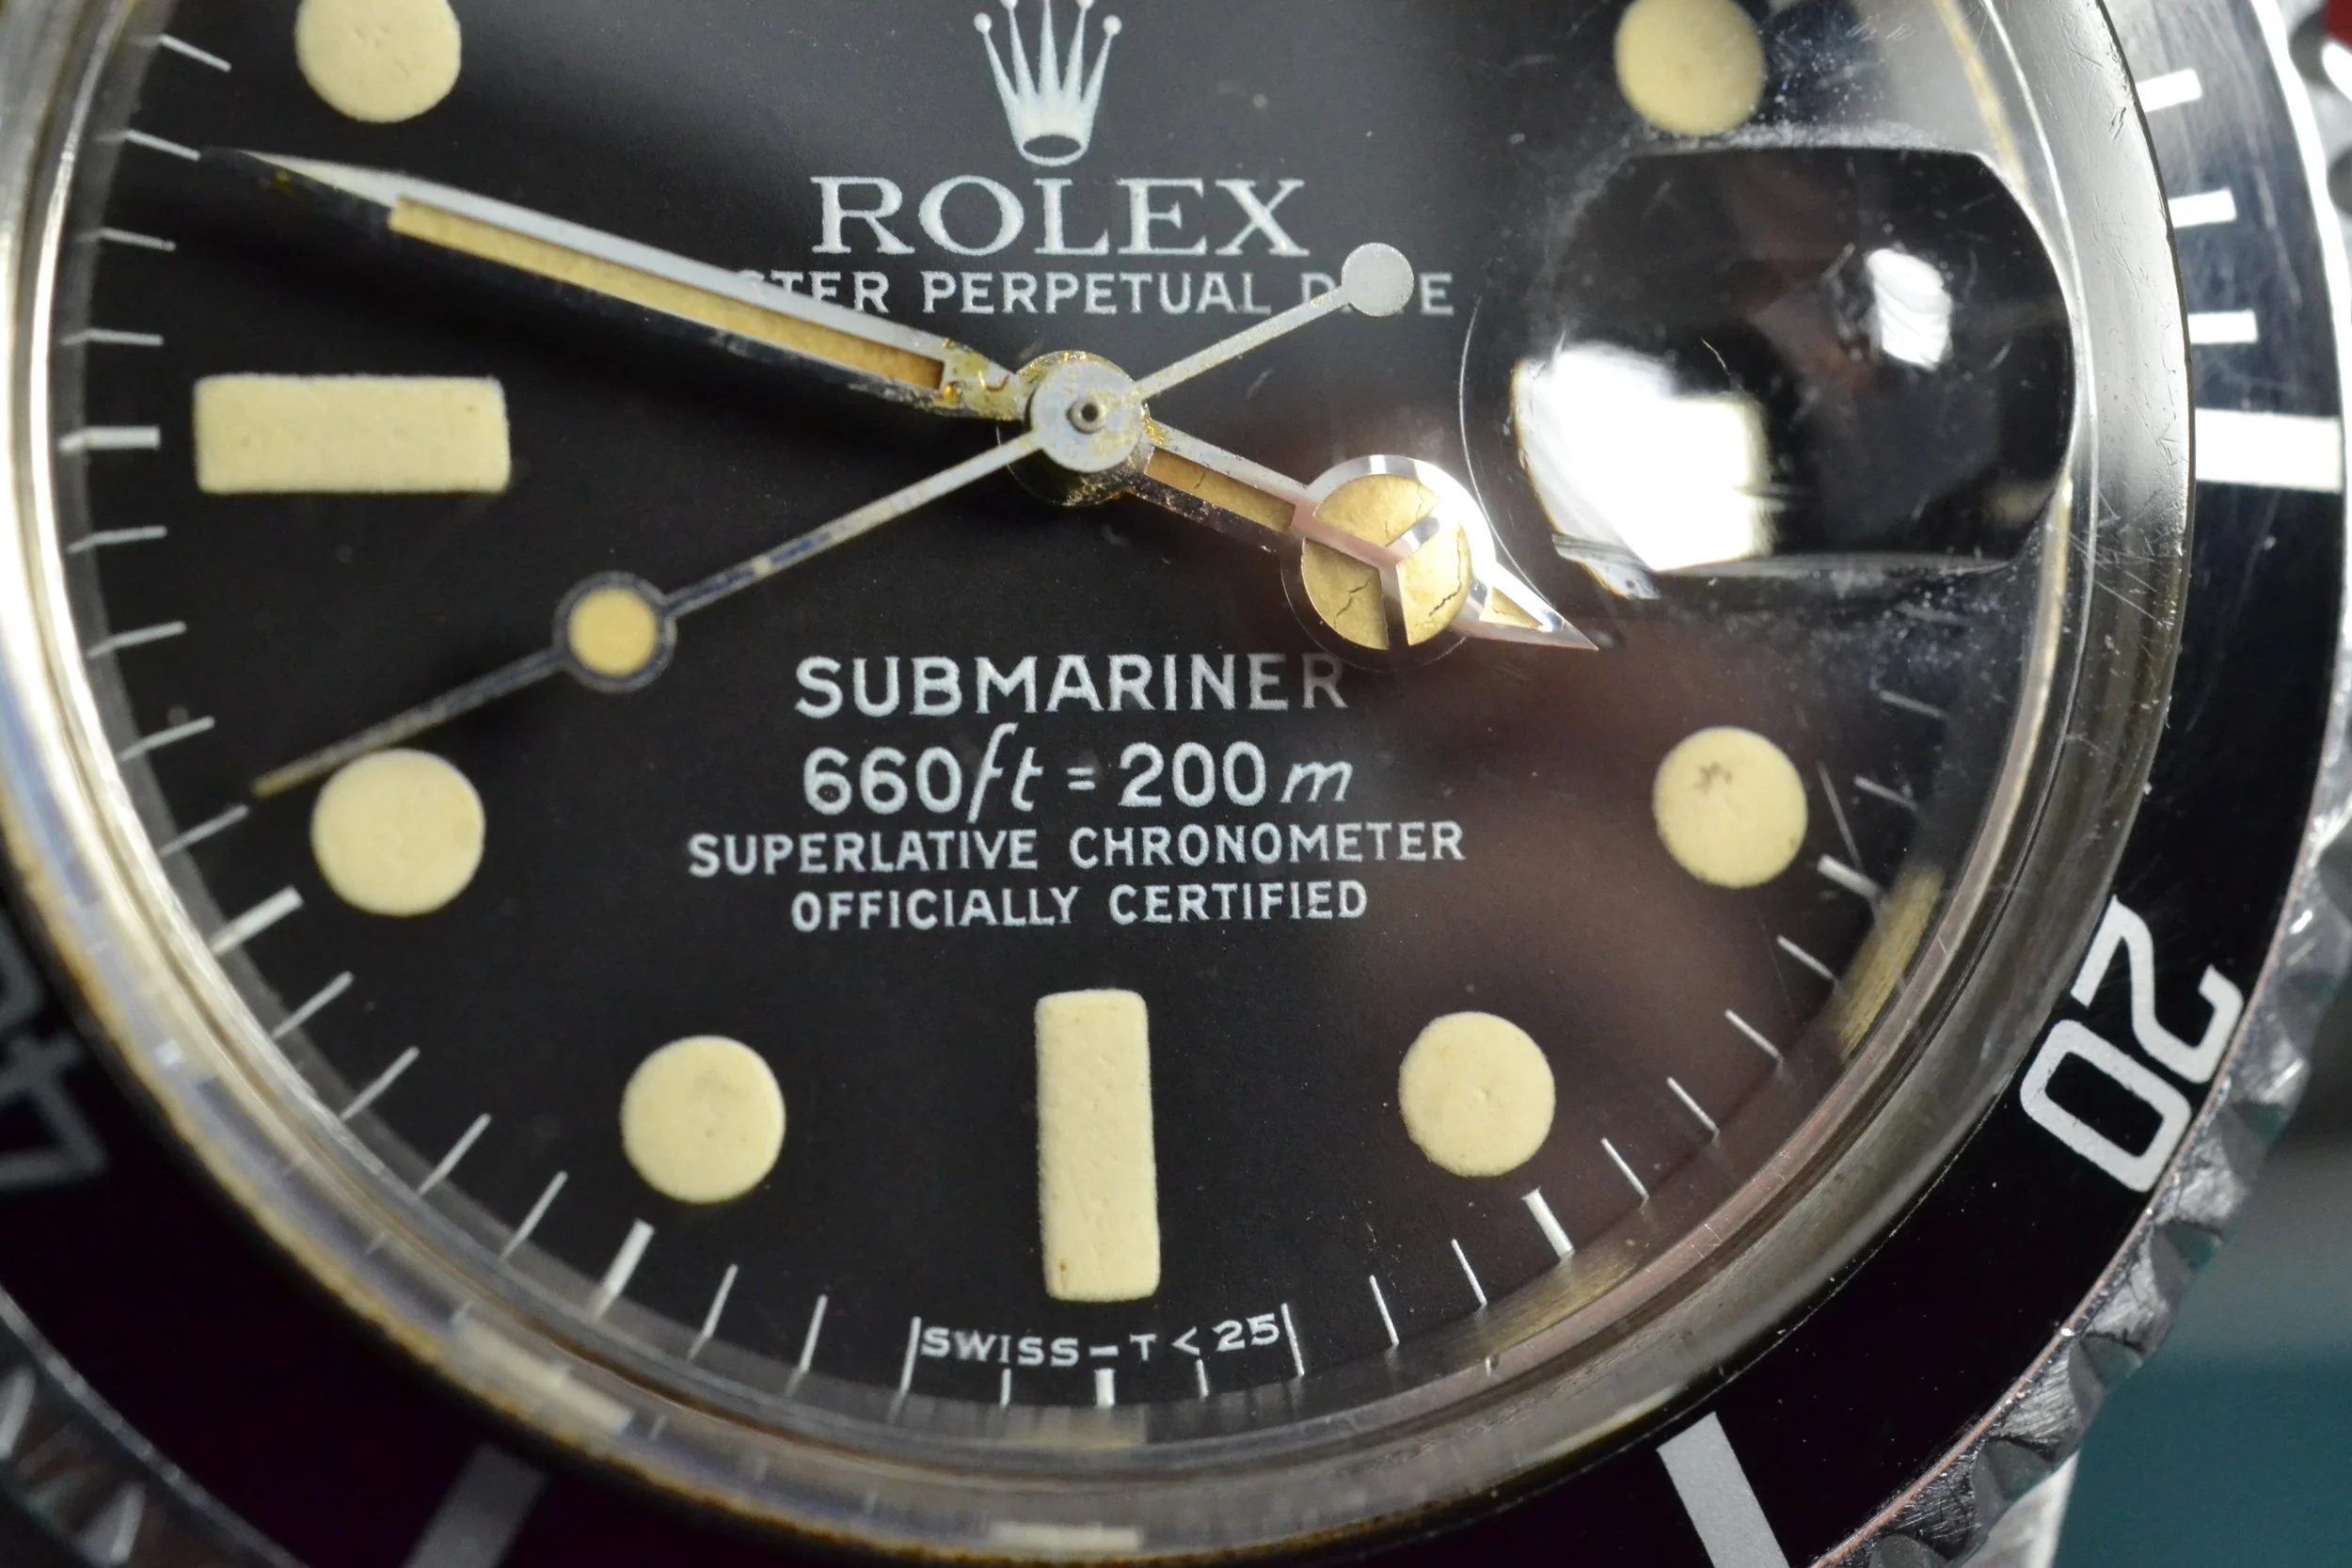 ROLEX
PERPETUAL
SUBMARINER
660ft = 200m
SUPERLATIVE CHRONOMETER
OFFICIALLY CERTIFIED
SWISS-T<25
20